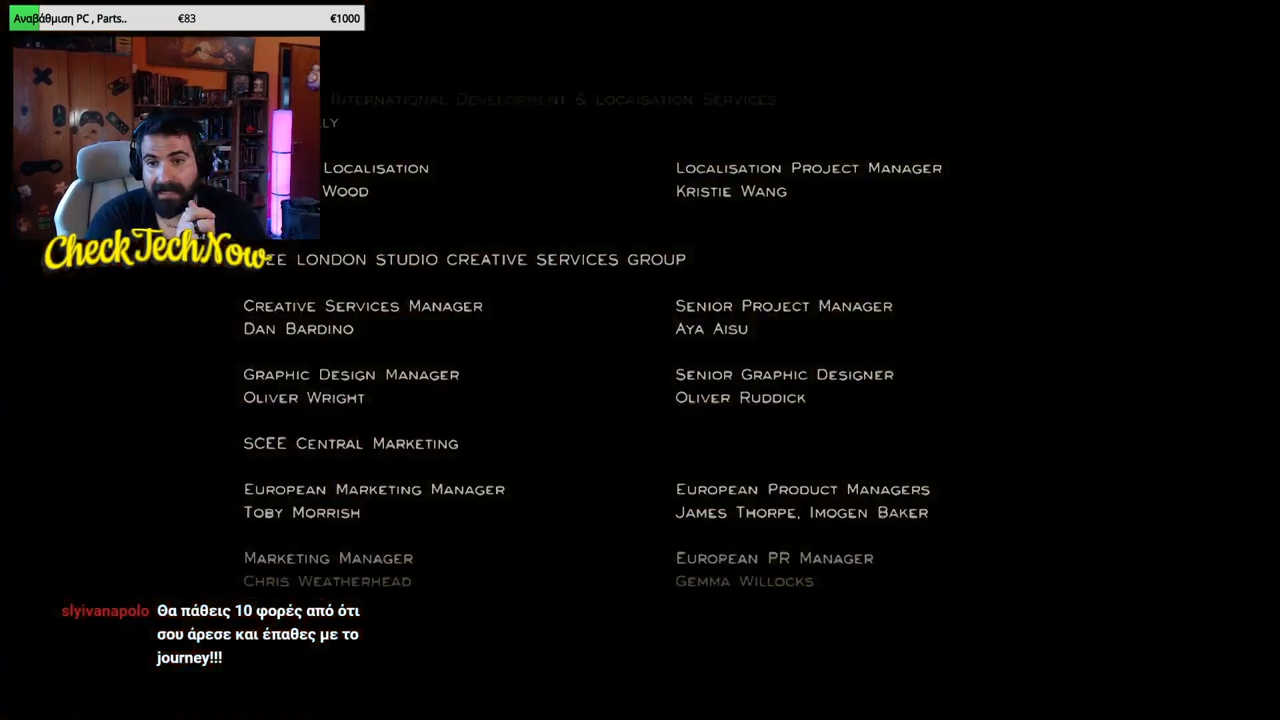 Αναβάθμιση PC , Parts.. €83 €1000
International Development & Localisation Services
LY
Localisation Localisation Project Manager
Wood Kristie Wang
CheckTechNow
EE LONDON STUDIO CREATIVE SERVICES GROUP
Creative Services Manager Senior Project Manager
Dan Bardino Aya Aisu
Graphic Design Manager Senior Graphic Designer
Oliver Wright Oliver Ruddick
SCEE Central Marketing
European Marketing Manager European Product Managers
Toby Morrish James Thorpe, Imogen Baker
Marketing Manager European PR Manager
Chris Weatherhead Gemma Willocks
slyivanapolo Θα πάθεις 10 φορές από ότι
σου άρεσε και έπαθες με το
journey!!!